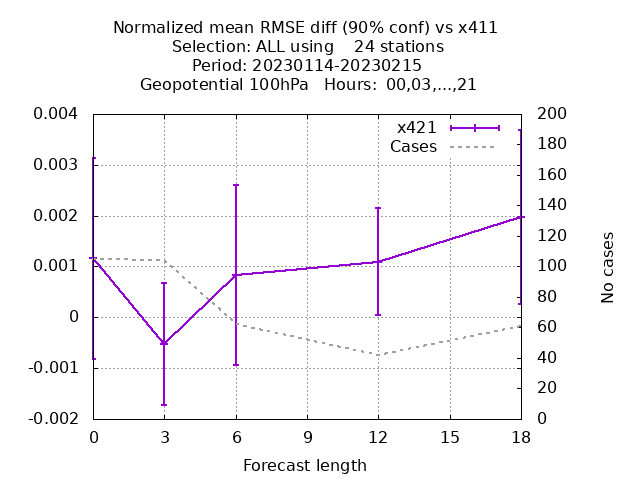 Normalized mean RMSE diff (90% conf) vs x411
Selection: ALL using    24 stations
Period: 20230114-20230215
Geopotential 100hPa   Hours:  00,03,...,21
x421
Cases
0.004
0.003
0.002
0.001
0
-0.001
-0.002
200
180
160
140
120
100
80
60
40
20
0
No cases
0 3 6 9 12 15 18
Forecast length